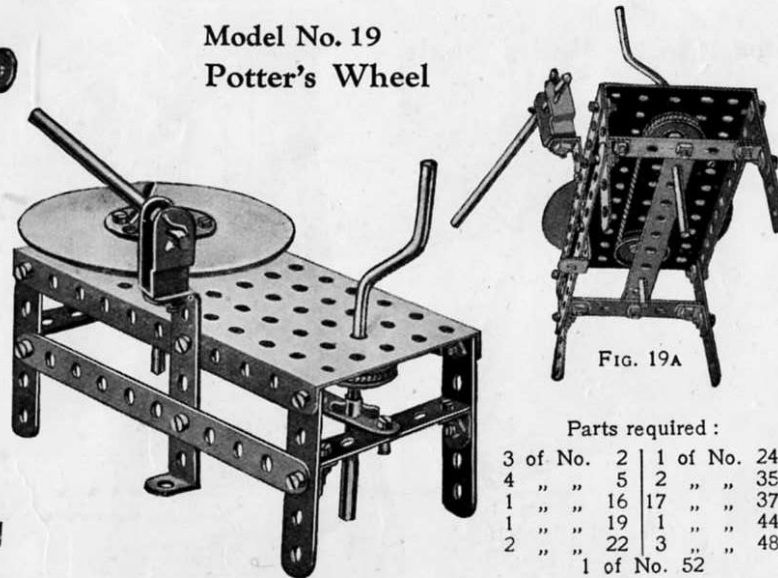 Model No. 19
Potter's Wheel
FIG. 19A
Parts required :
3 of No. 2 | 1 of No. 24
4 „ „ 5 | 2 „ „ 35
1 „ „ 16 | 17 „ „ 37
1 „ „ 19 | 1 „ „ 44
2 „ „ 22 | 3 „ „ 48
1 of No. 52